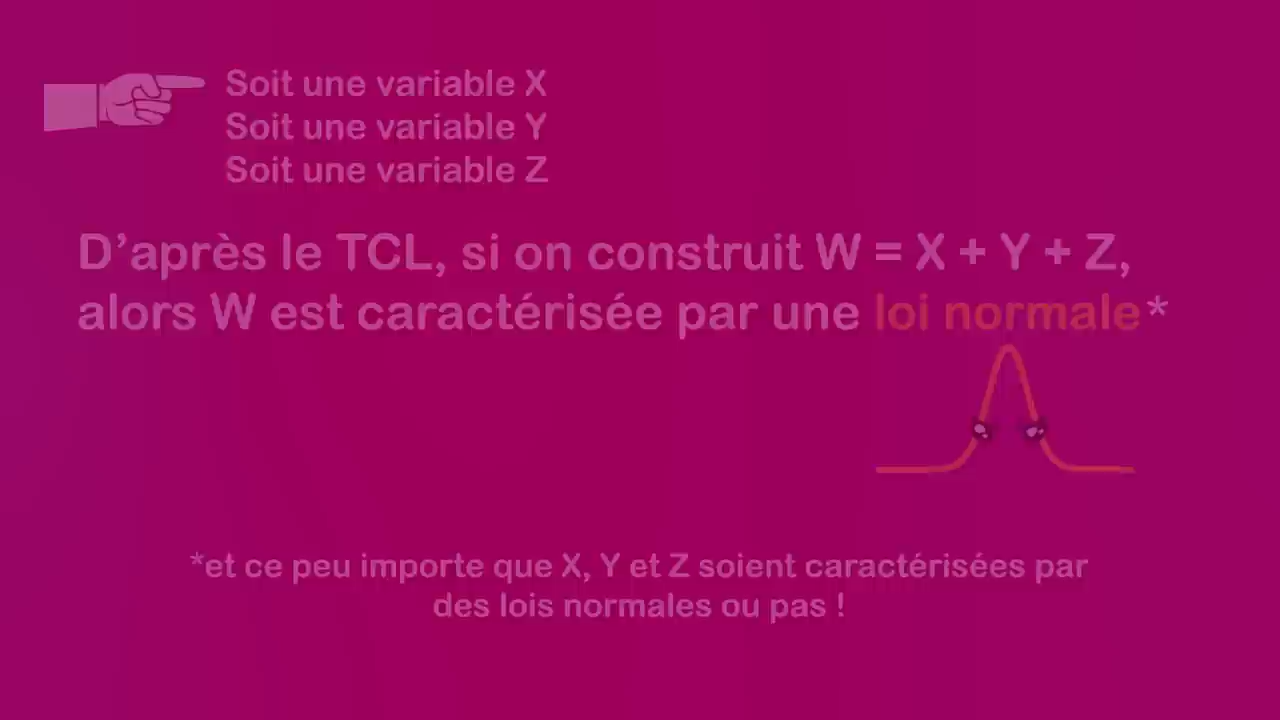 Soit une variable X
Soit une variable Y
Soit une variable Z
D’après le TCL, si on construit W = X + Y + Z,
alors W est caractérisée par une loi normale*
*et ce peu importe que X, Y et Z soient caractérisées par
des lois normales ou pas !